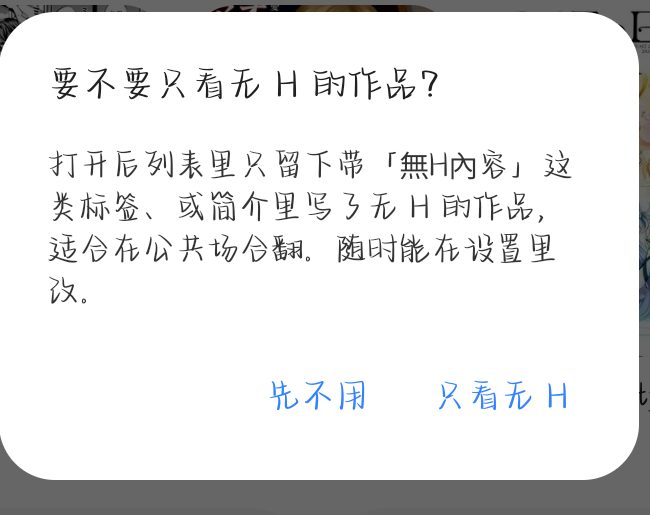 要不要只看无 H 的作品？
打开后列表里只留下带「無H內容」这
类标签、或简介里写了无 H 的作品，
适合在公共场合翻。随时能在设置里
改。
先不用
只看无 H